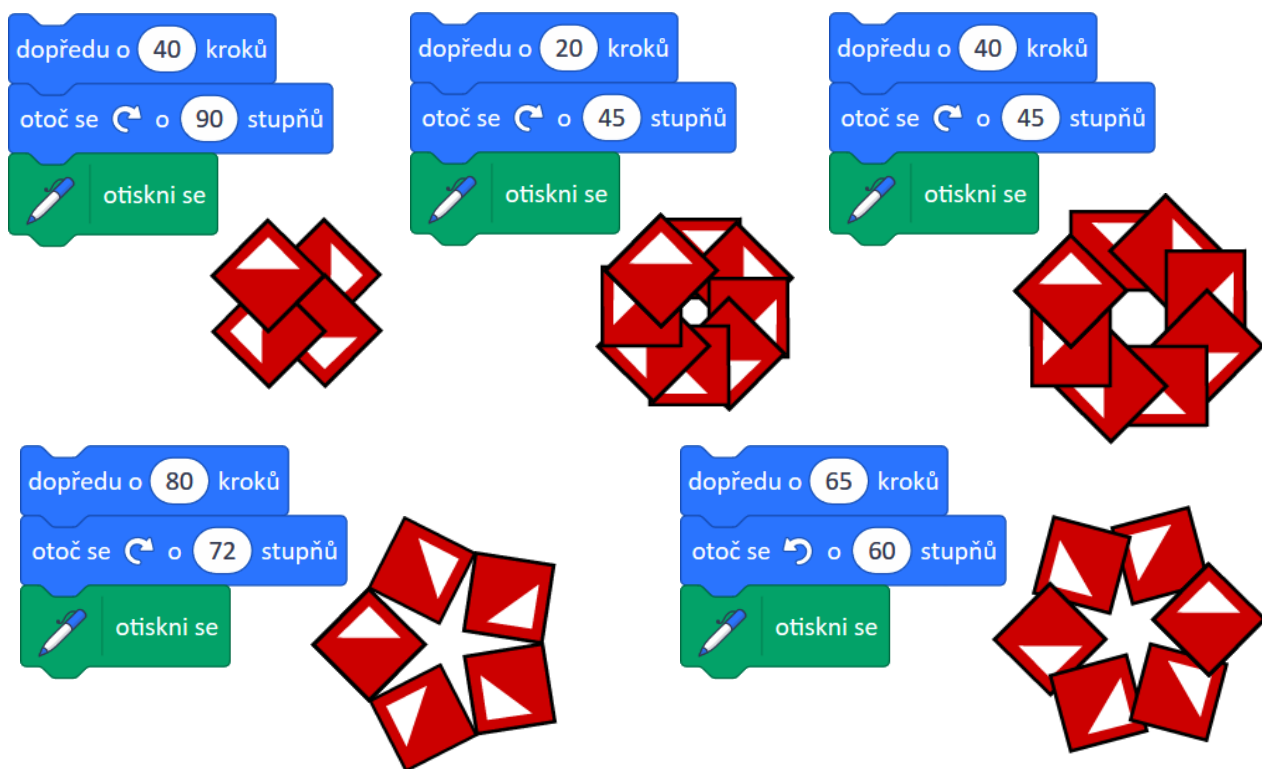 dopředu o 40 kroků
otoč se o 90 stupňů
otiskni se
dopředu o 20 kroků
otoč se o 45 stupňů
otiskni se
dopředu o 40 kroků
otoč se o 45 stupňů
otiskni se
dopředu o 80 kroků
otoč se o 72 stupňů
otiskni se
dopředu o 65 kroků
otoč se o 60 stupňů
otiskni se